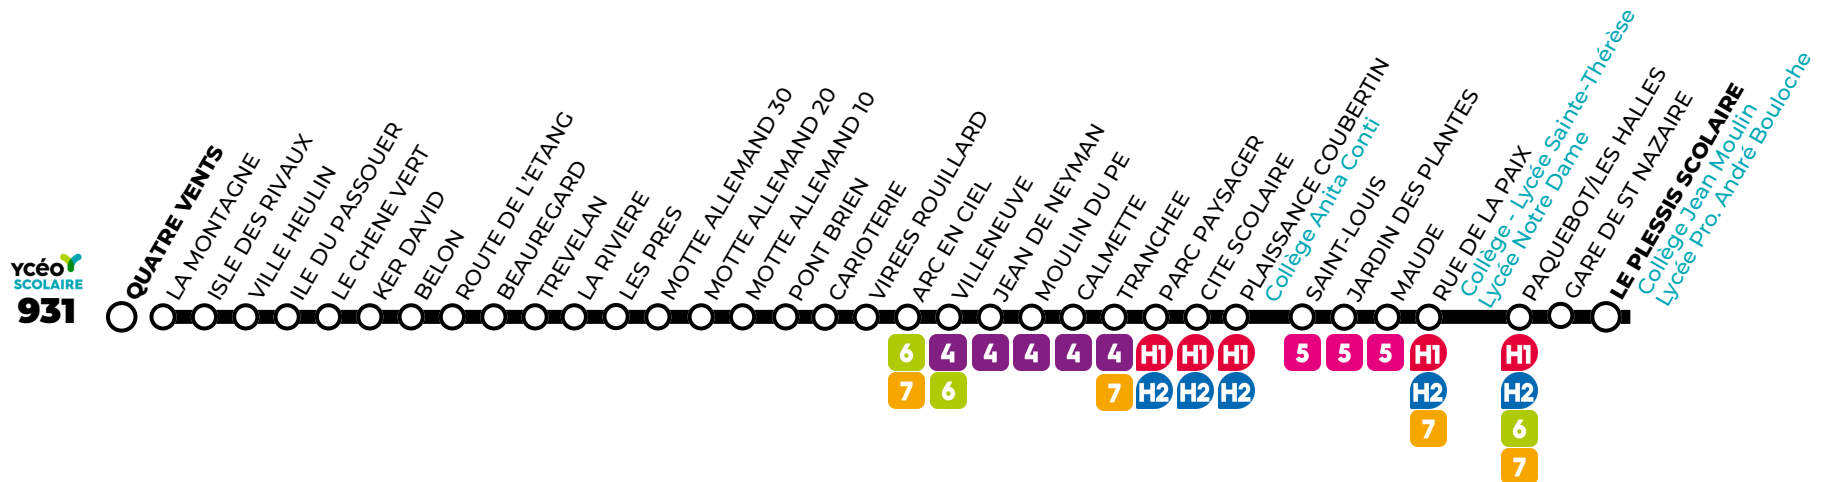 YCÉO
SCOLAIRE
931
QUATRE VENTS
LA MONTAGNE
ISLE DES RIVAUX
VILLE HEULIN
ILE DU PASSOUER
LE CHENE VERT
KER DAVID
BELON
ROUTE DE L'ETANG
BEAUREGARD
TREVELAN
LA RIVIERE
LES PRES
MOTTE ALLEMAND 30
MOTTE ALLEMAND 20
MOTTE ALLEMAND 10
PONT BRIEN
CARIOTERIE
VIREES ROUILLARD
ARC EN CIEL
VILLENEUVE
JEAN DE NEYMAN
MOULIN DU PE
CALMETTE
TRANCHEE
PARC PAYSAGER
CITE SCOLAIRE
PLAISSANCE COUBERTIN
Collège Anita Conti
SAINT-LOUIS
JARDIN DES PLANTES
MAUDE
RUE DE LA PAIX
Collège - Lycée Sainte-Thérèse
Lycée Notre Dame
PAQUEBOT/LES HALLES
GARE DE ST NAZAIRE
LE PLESSIS SCOLAIRE
Collège Jean Moulin
Lycée Pro. André Bouloche
6 4 4 4 4 4 H1 H1 H1 5 5 5 H1 H1
7 6 7 H2 H2 H2 H2 H2
7 6
7